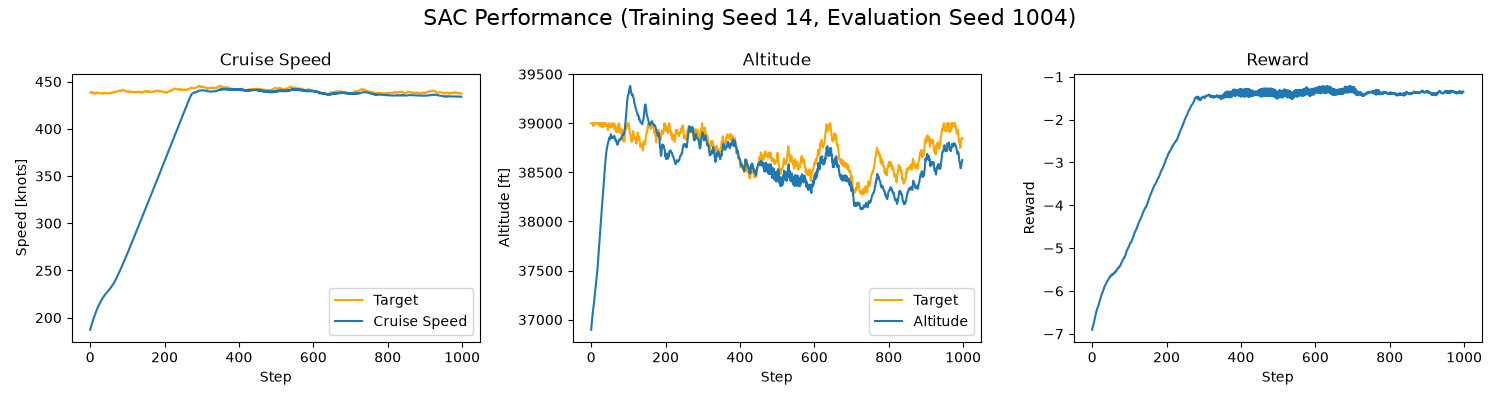 SAC Performance (Training Seed 14, Evaluation Seed 1004)
Cruise Speed
450
400
350
300
250
200
Speed [knots]
Target
Cruise Speed
0 200 400 600 800 1000
Step
Altitude
39500
39000
38500
38000
37500
37000
Altitude [ft]
Target
Altitude
0 200 400 600 800 1000
Step
Reward
−1
−2
−3
−4
−5
−6
−7
Reward
0 200 400 600 800 1000
Step